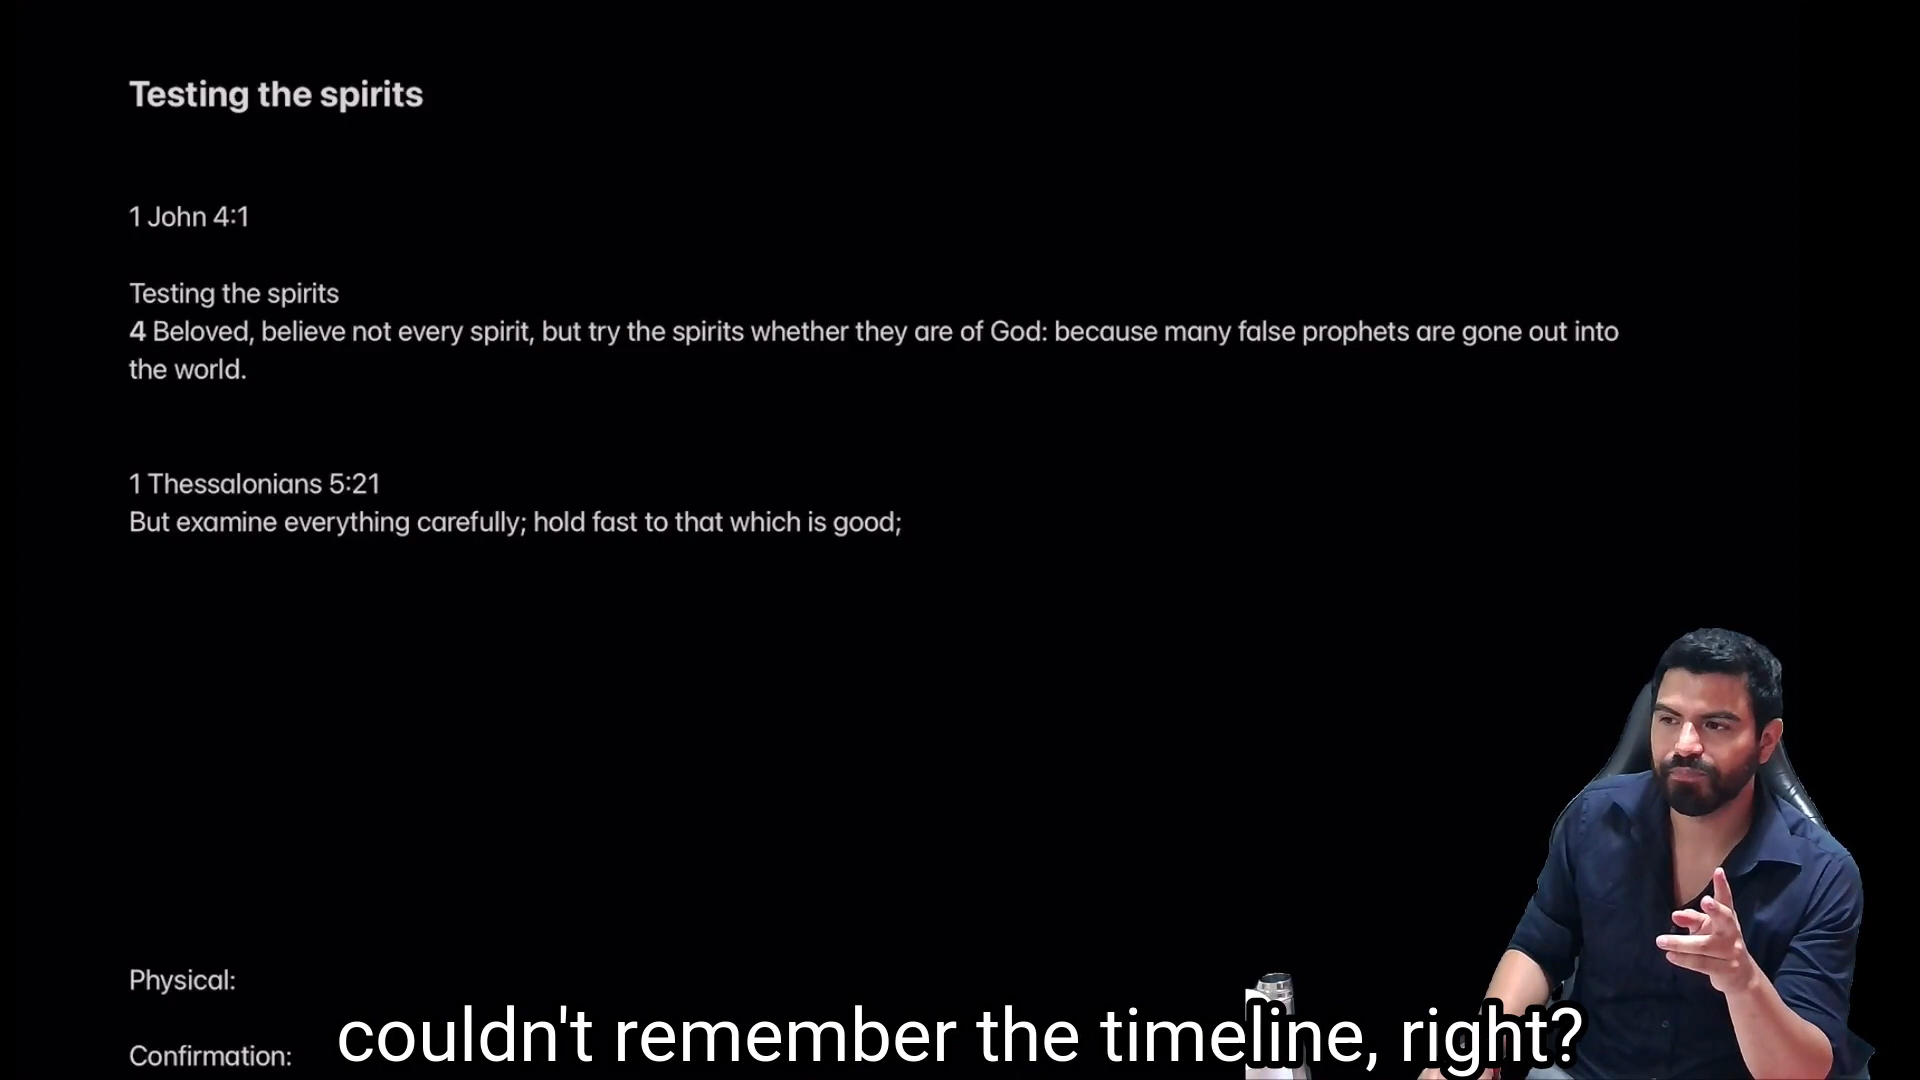 Testing the spirits
1 John 4:1
Testing the spirits
4 Beloved, believe not every spirit, but try the spirits whether they are of God: because many false prophets are gone out into
the world.
1 Thessalonians 5:21
But examine everything carefully; hold fast to that which is good;
Physical:
couldn't remember the timeline, right?
Confirmation: